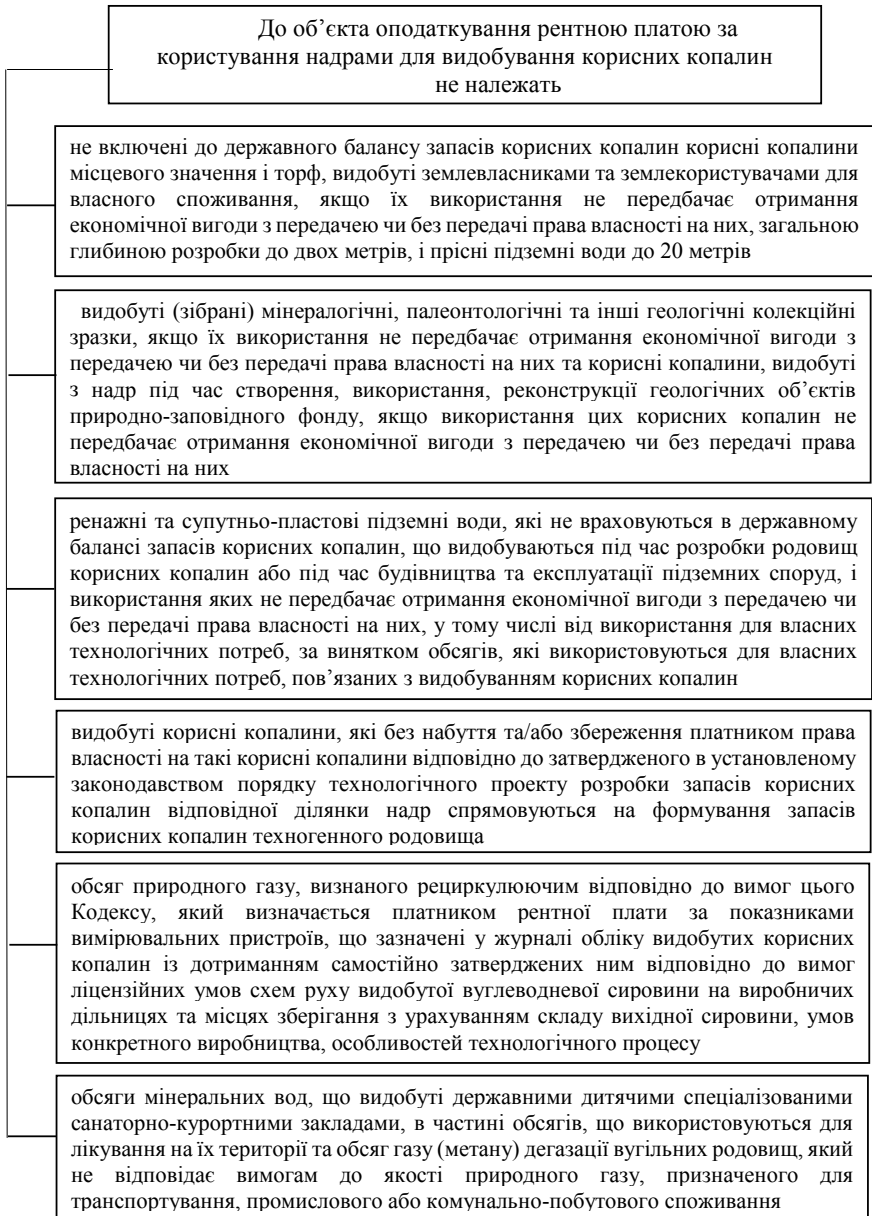 До об’єкта оподаткування рентною платою за
користування надрами для видобування корисних копалин
не належать
не включені до державного балансу запасів корисних копалин корисні копалини
місцевого значення і торф, видобуті землевласниками та землекористувачами для
власного споживання, якщо їх використання не передбачає отримання
економічної вигоди з передачею чи без передачі права власності на них, загальною
глибиною розробки до двох метрів, і прісні підземні води до 20 метрів
видобуті (зібрані) мінералогічні, палеонтологічні та інші геологічні колекційні
зразки, якщо їх використання не передбачає отримання економічної вигоди з
передачею чи без передачі права власності на них та корисні копалини, видобуті
з надр під час створення, використання, реконструкції геологічних об’єктів
природно-заповідного фонду, якщо використання цих корисних копалин не
передбачає отримання економічної вигоди з передачею чи без передачі права
власності на них
ренажні та супутньо-пластові підземні води, які не враховуються в державному
балансі запасів корисних копалин, що видобуваються під час розробки родовищ
корисних копалин або під час будівництва та експлуатації підземних споруд, і
використання яких не передбачає отримання економічної вигоди з передачею чи
без передачі права власності на них, у тому числі від використання для власних
технологічних потреб, за винятком обсягів, які використовуються для власних
технологічних потреб, пов’язаних з видобуванням корисних копалин
видобуті корисні копалини, які без набуття та/або збереження платником права
власності на такі корисні копалини відповідно до затвердженого в установленому
законодавством порядку технологічного проекту розробки запасів корисних
копалин відповідної ділянки надр спрямовуються на формування запасів
корисних копалин техногенного родовища
обсяг природного газу, визнаного рециркулюючим відповідно до вимог цього
Кодексу, який визначається платником рентної плати за показниками
вимірювальних пристроїв, що зазначені у журналі обліку видобутих корисних
копалин із дотриманням самостійно затверджених ним відповідно до вимог
ліцензійних умов схем руху видобутої вуглеводневої сировини на виробничих
дільницях та місцях зберігання з урахуванням складу вихідної сировини, умов
конкретного виробництва, особливостей технологічного процесу
обсяги мінеральних вод, що видобуті державними дитячими спеціалізованими
санаторно-курортними закладами, в частині обсягів, що використовуються для
лікування на їх території та обсяг газу (метану) дегазації вугільних родовищ, який
не відповідає вимогам до якості природного газу, призначеного для
транспортування, промислового або комунально-побутового споживання